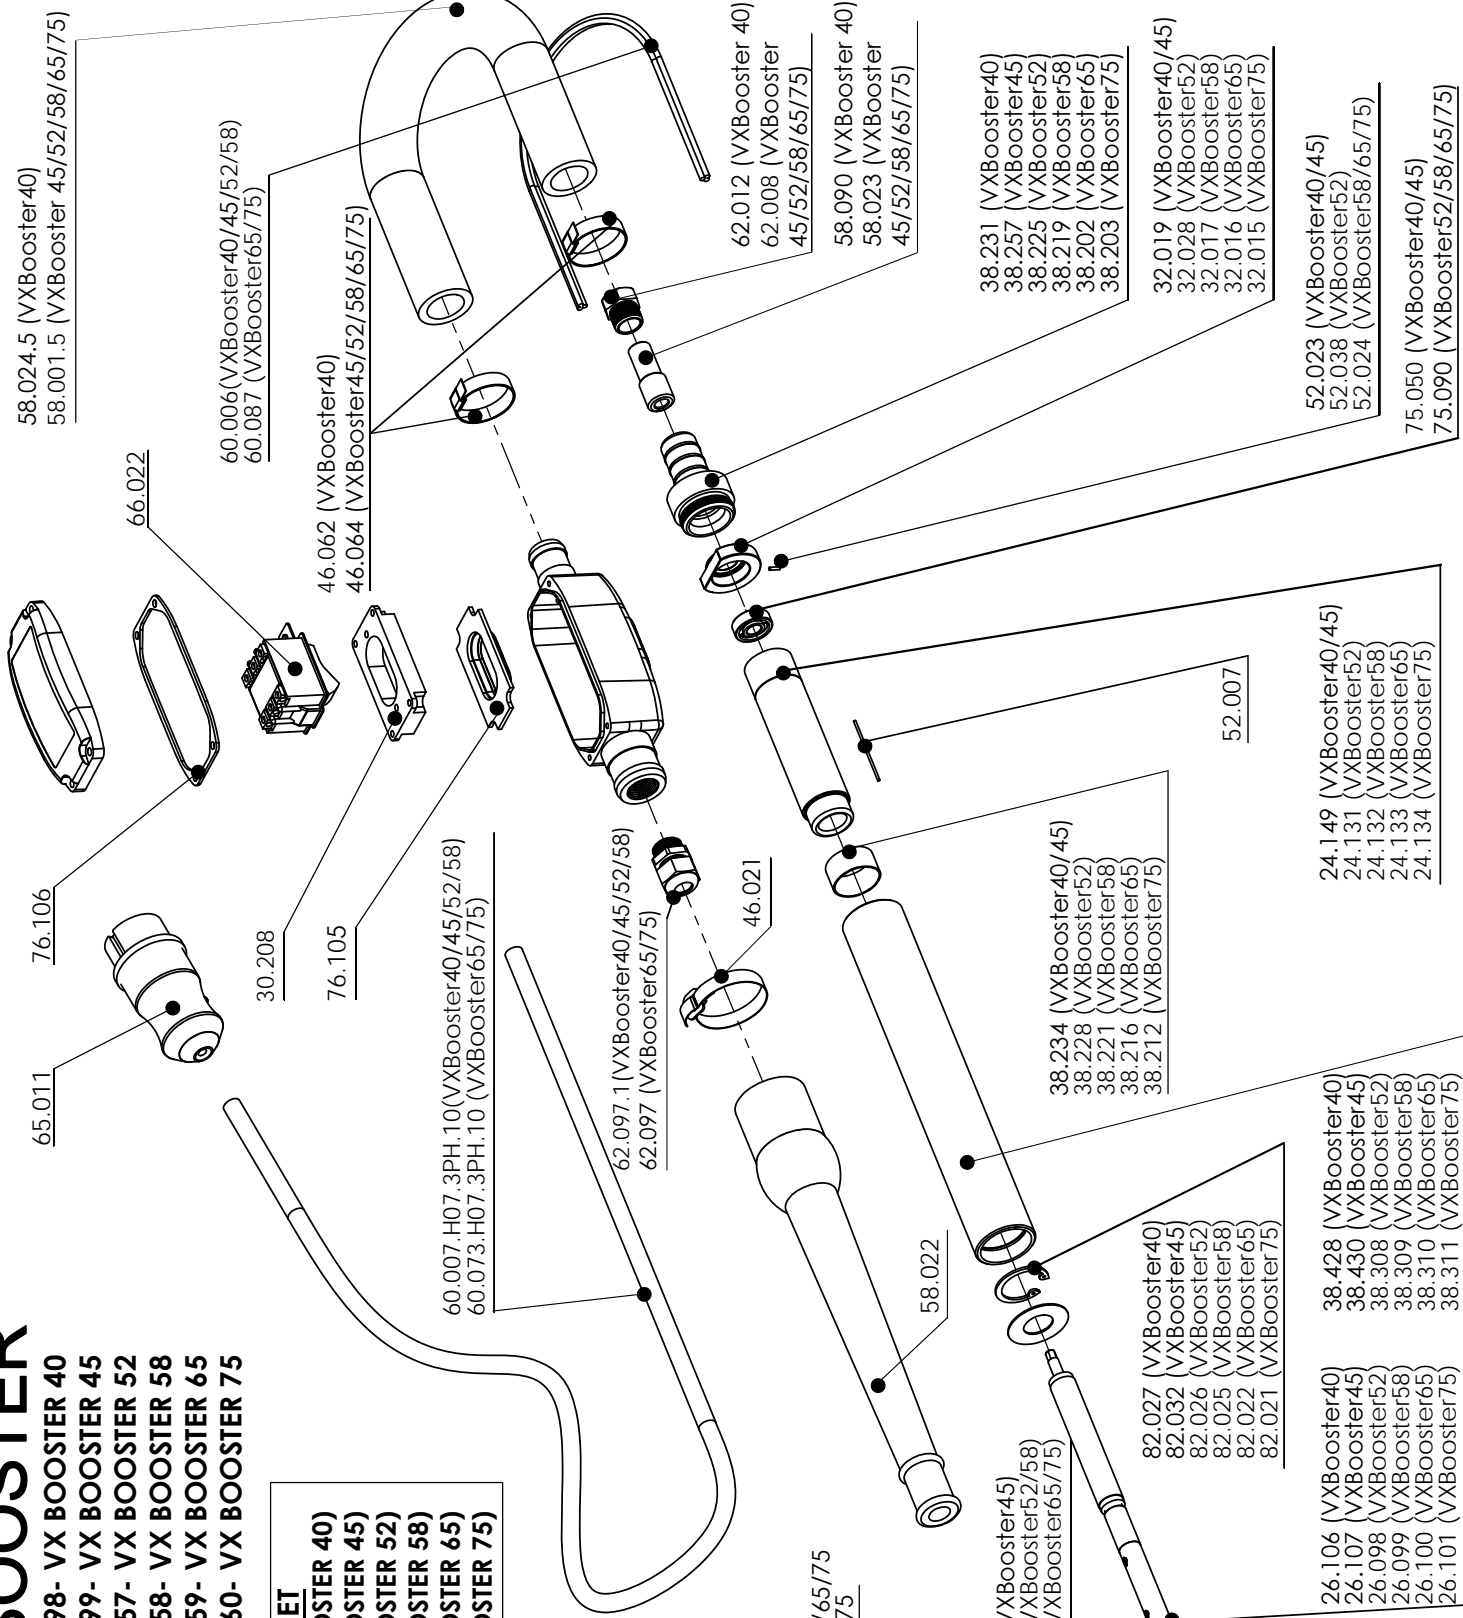 BOOSTER
98- VX BOOSTER 40
99- VX BOOSTER 45
57- VX BOOSTER 52
58- VX BOOSTER 58
59- VX BOOSTER 65
60- VX BOOSTER 75
ET
OSTER 40)
OSTER 45)
OSTER 52)
OSTER 58)
OSTER 65)
OSTER 75)
58.024.5 (VXBooster40)
58.001.5 (VXBooster 45/52/58/65/75)
66.022
76.106
65.011
60.006(VXBooster40/45/52/58)
60.087 (VXBooster65/75)
30.208
76.105
46.062 (VXBooster40)
46.064 (VXBooster45/52/58/65/75)
60.007.H07.3PH.10(VXBooster40/45/52/58)
60.073.H07.3PH.10 (VXBooster65/75)
62.097.1(VXBooster40/45/52/58)
62.097 (VXBooster65/75)
46.021
62.012 (VXBooster 40)
62.008 (VXBooster
45/52/58/65/75)
58.090 (VXBooster 40)
58.023 (VXBooster
45/52/58/65/75)
58.022
/65/75
75
38.231 (VXBooster40)
38.257 (VXBooster45)
38.225 (VXBooster52)
38.219 (VXBooster58)
38.202 (VXBooster65)
38.203 (VXBooster75)
38.234 (VXBooster40/45)
38.228 (VXBooster52)
38.221 (VXBooster58)
38.216 (VXBooster65)
38.212 (VXBooster75)
VXBooster45)
VXBooster52/58)
VXBooster65/75)
32.019 (VXBooster40/45)
32.028 (VXBooster52)
32.017 (VXBooster58)
32.016 (VXBooster65)
32.015 (VXBooster75)
52.007
82.027 (VXBooster40)
82.032 (VXBooster45)
82.026 (VXBooster52)
82.025 (VXBooster58)
82.022 (VXBooster65)
82.021 (VXBooster75)
52.023 (VXBooster40/45)
52.038 (VXBooster52)
52.024 (VXBooster58/65/75)
75.050 (VXBooster40/45)
75.090 (VXBooster52/58/65/75)
24.149 (VXBooster40/45)
24.131 (VXBooster52)
24.132 (VXBooster58)
24.133 (VXBooster65)
24.134 (VXBooster75)
38.428 (VXBooster40)
38.430 (VXBooster45)
38.308 (VXBooster52)
38.309 (VXBooster58)
38.310 (VXBooster65)
38.311 (VXBooster75)
26.106 (VXBooster40)
26.107 (VXBooster45)
26.098 (VXBooster52)
26.099 (VXBooster58)
26.100 (VXBooster65)
26.101 (VXBooster75)